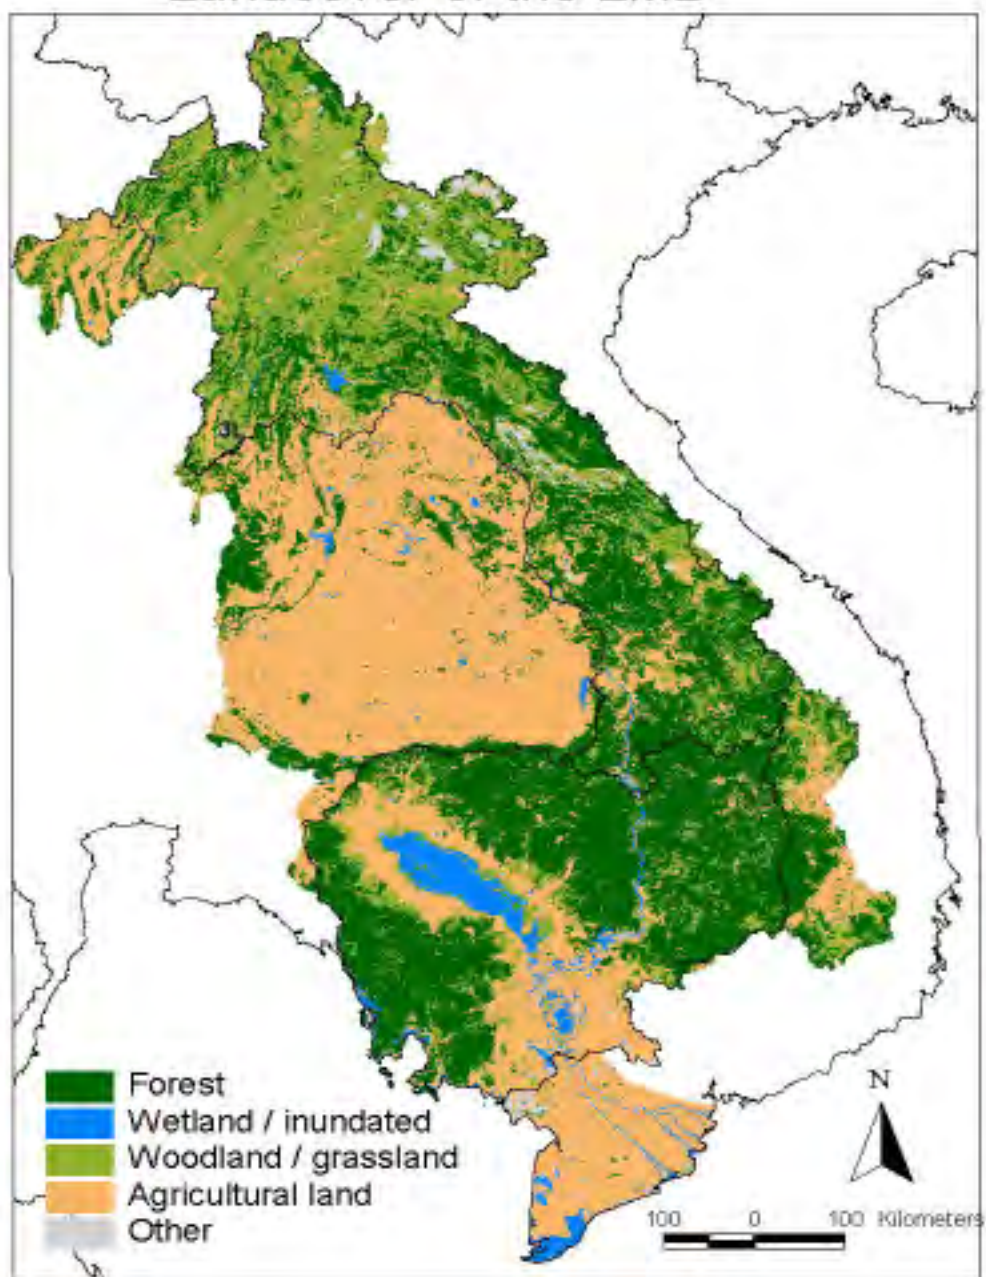 Forest
Wetland / inundated
Woodland / grassland
Agricultural land
Other
N
100 0 100 Kilometers